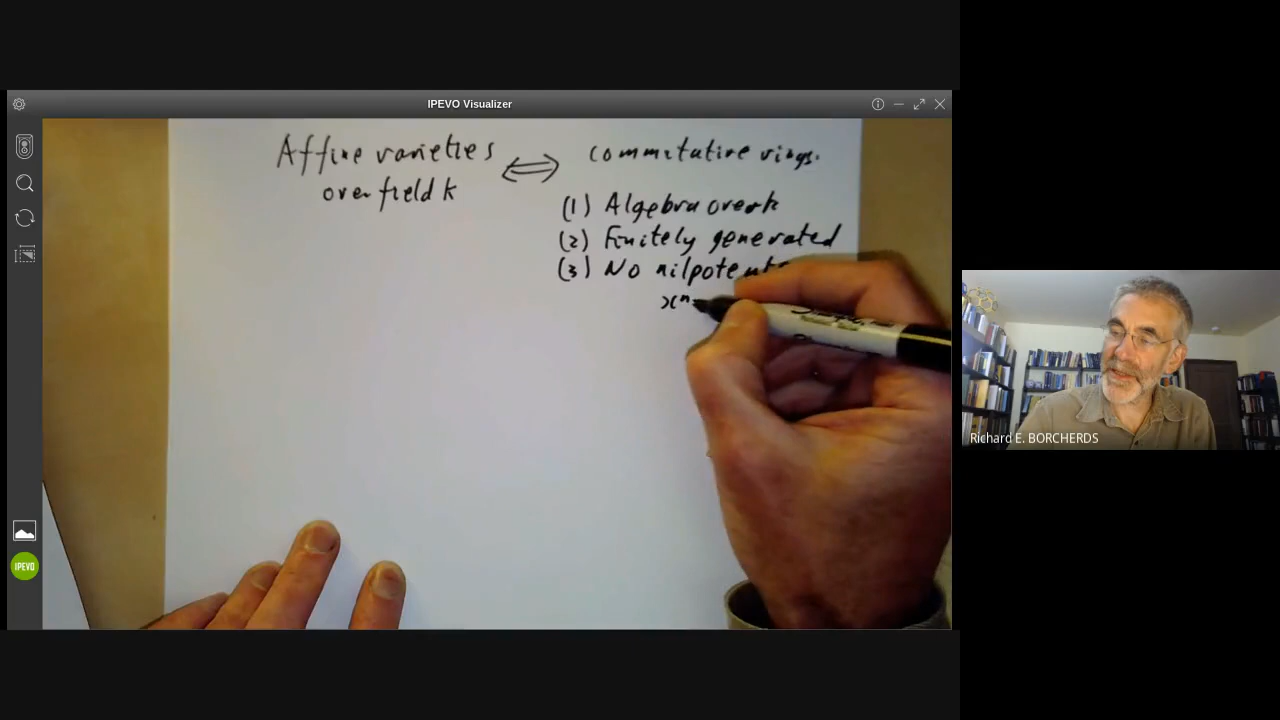 IPEVO Visualizer
Affine varieties
over field k
⇔
commutative rings.
(1) Algebra over k
(2) Finitely generated
(3) No nilpotents
xⁿ
Richard E. BORCHERDS
IPEVO